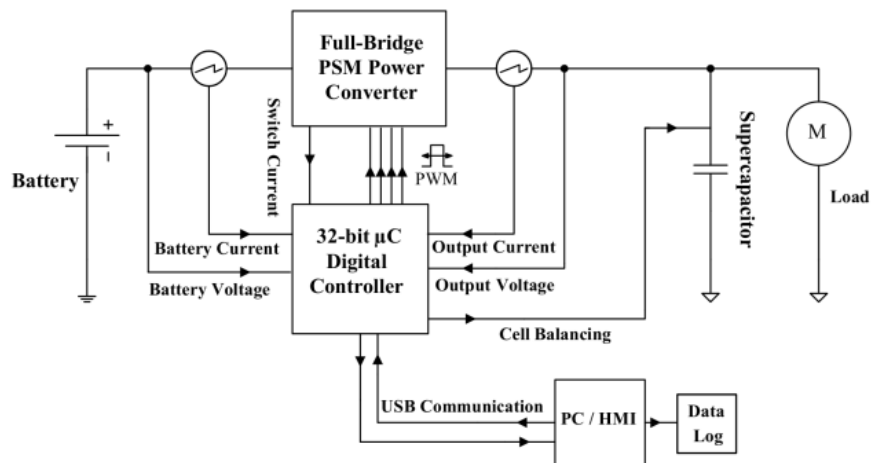 Full-Bridge
PSM Power
Converter
Switch Current
PWM
+
−
Battery
Supercapacitor
M
Load
32-bit µC
Digital
Controller
Battery Current
Output Current
Battery Voltage
Output Voltage
Cell Balancing
USB Communication
PC / HMI
Data
Log